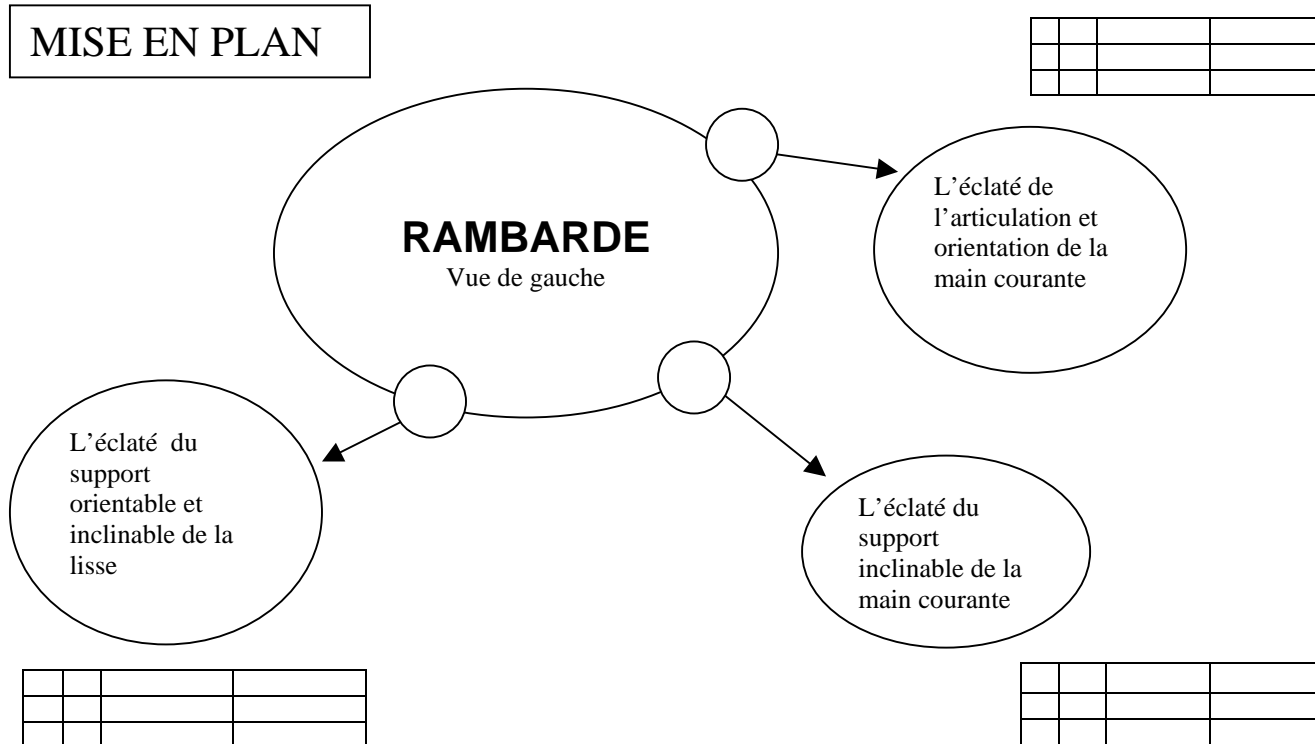 MISE EN PLAN
RAMBARDE
Vue de gauche
L’éclaté de
l’articulation et
orientation de la
main courante
L’éclaté du
support
orientable et
inclinable de la
lisse
L’éclaté du
support
inclinable de la
main courante